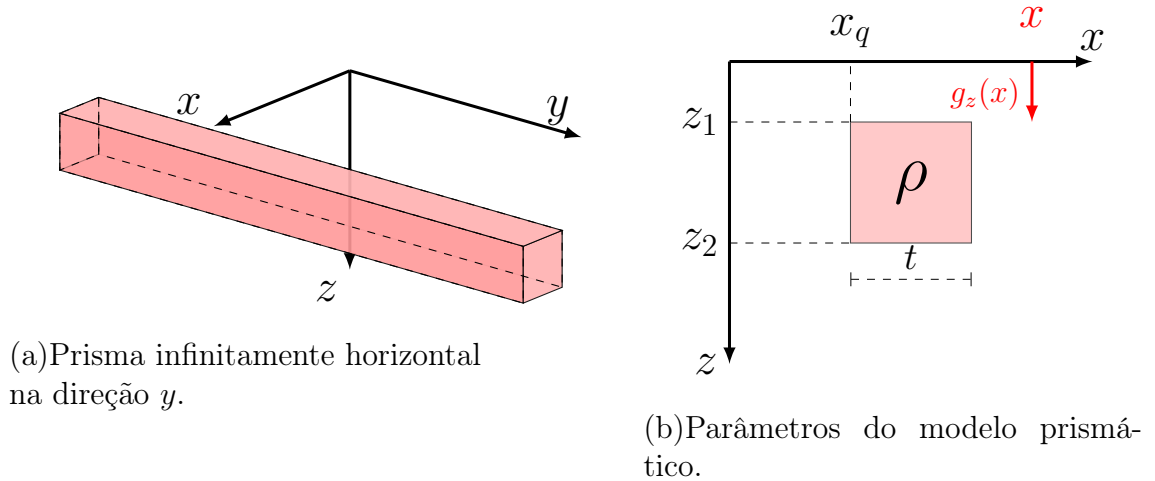 x
y
z
(a)Prisma infinitamente horizontal
na direção y.
x_q
x
x
g_z(x)
z_1
ρ
z_2
t
z
(b)Parâmetros do modelo prismá-
tico.